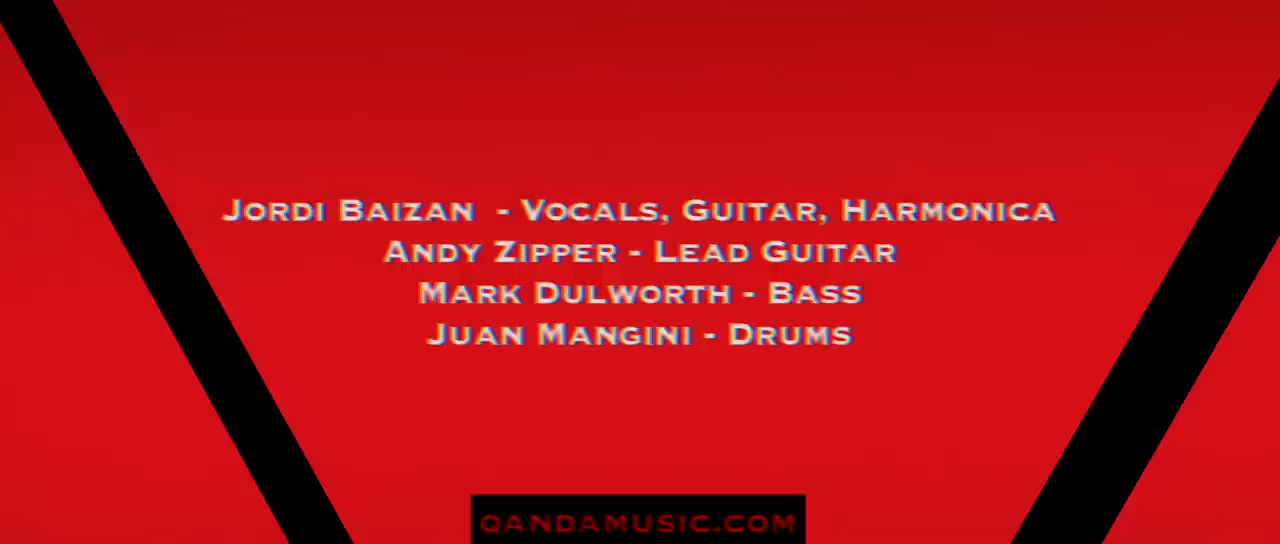 Jordi Baizan - Vocals, Guitar, Harmonica
Andy Zipper - Lead Guitar
Mark Dulworth - Bass
Juan Mangini - Drums
QANDAMUSIC.COM